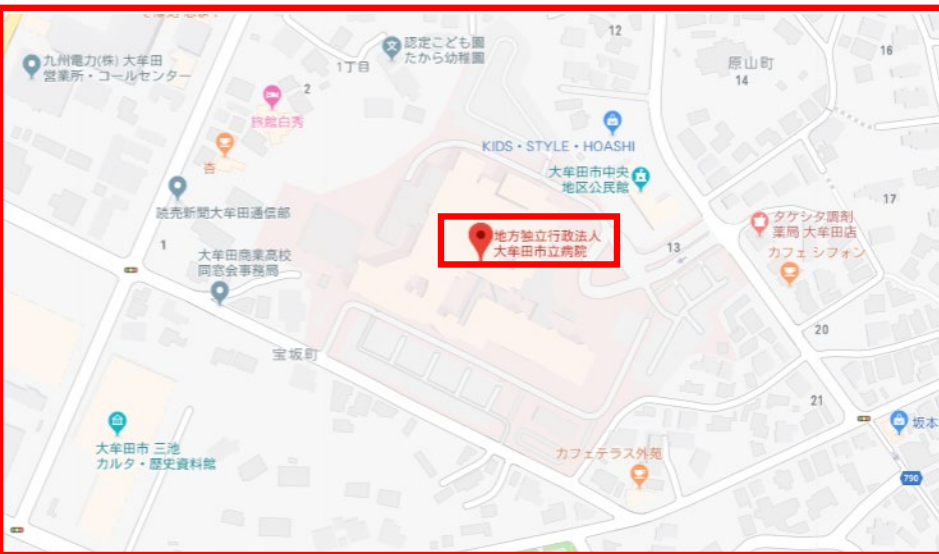 九州電力(株) 大牟田
営業所・コールセンター
認定こども園
たから幼稚園
1丁目
2
12
原山町
14
16
旅館白秀
杏
KIDS・STYLE・HOASHI
大牟田市中央
地区公民館
読売新聞大牟田通信部
1
17
タケシタ調剤
薬局 大牟田店
カフェ シフォン
地方独立行政法人
大牟田市立病院
13
大牟田商業高校
同窓会事務局
宝坂町
20
21
坂本
大牟田市 三池
カルタ・歴史資料館
カフェテラス外苑
790